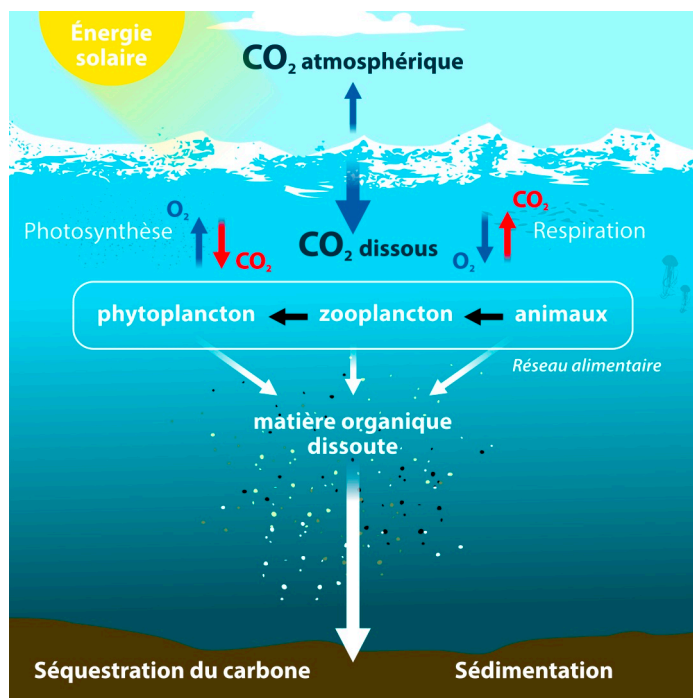 Énergie
solaire
CO₂ atmosphérique
Photosynthèse
O₂
CO₂
CO₂ dissous
O₂
CO₂
Respiration
phytoplancton
zooplancton
animaux
Réseau alimentaire
matière organique
dissoute
Séquestration du carbone
Sédimentation